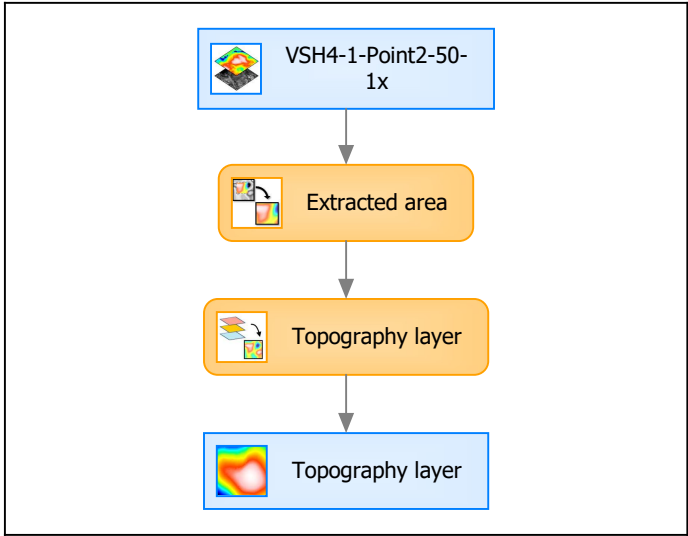 VSH4-1-Point2-50-
1x
Extracted area
Topography layer
Topography layer